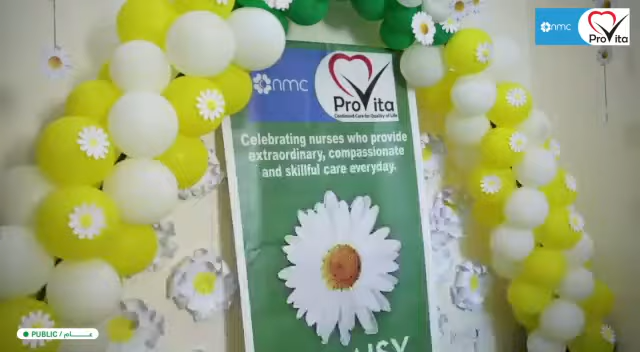 nmc
ProVita
nmc
ProVita
Continued Care for Quality of Life
Celebrating nurses who provide
extraordinary, compassionate
and skillful care everyday.
PUBLIC / عـــــام